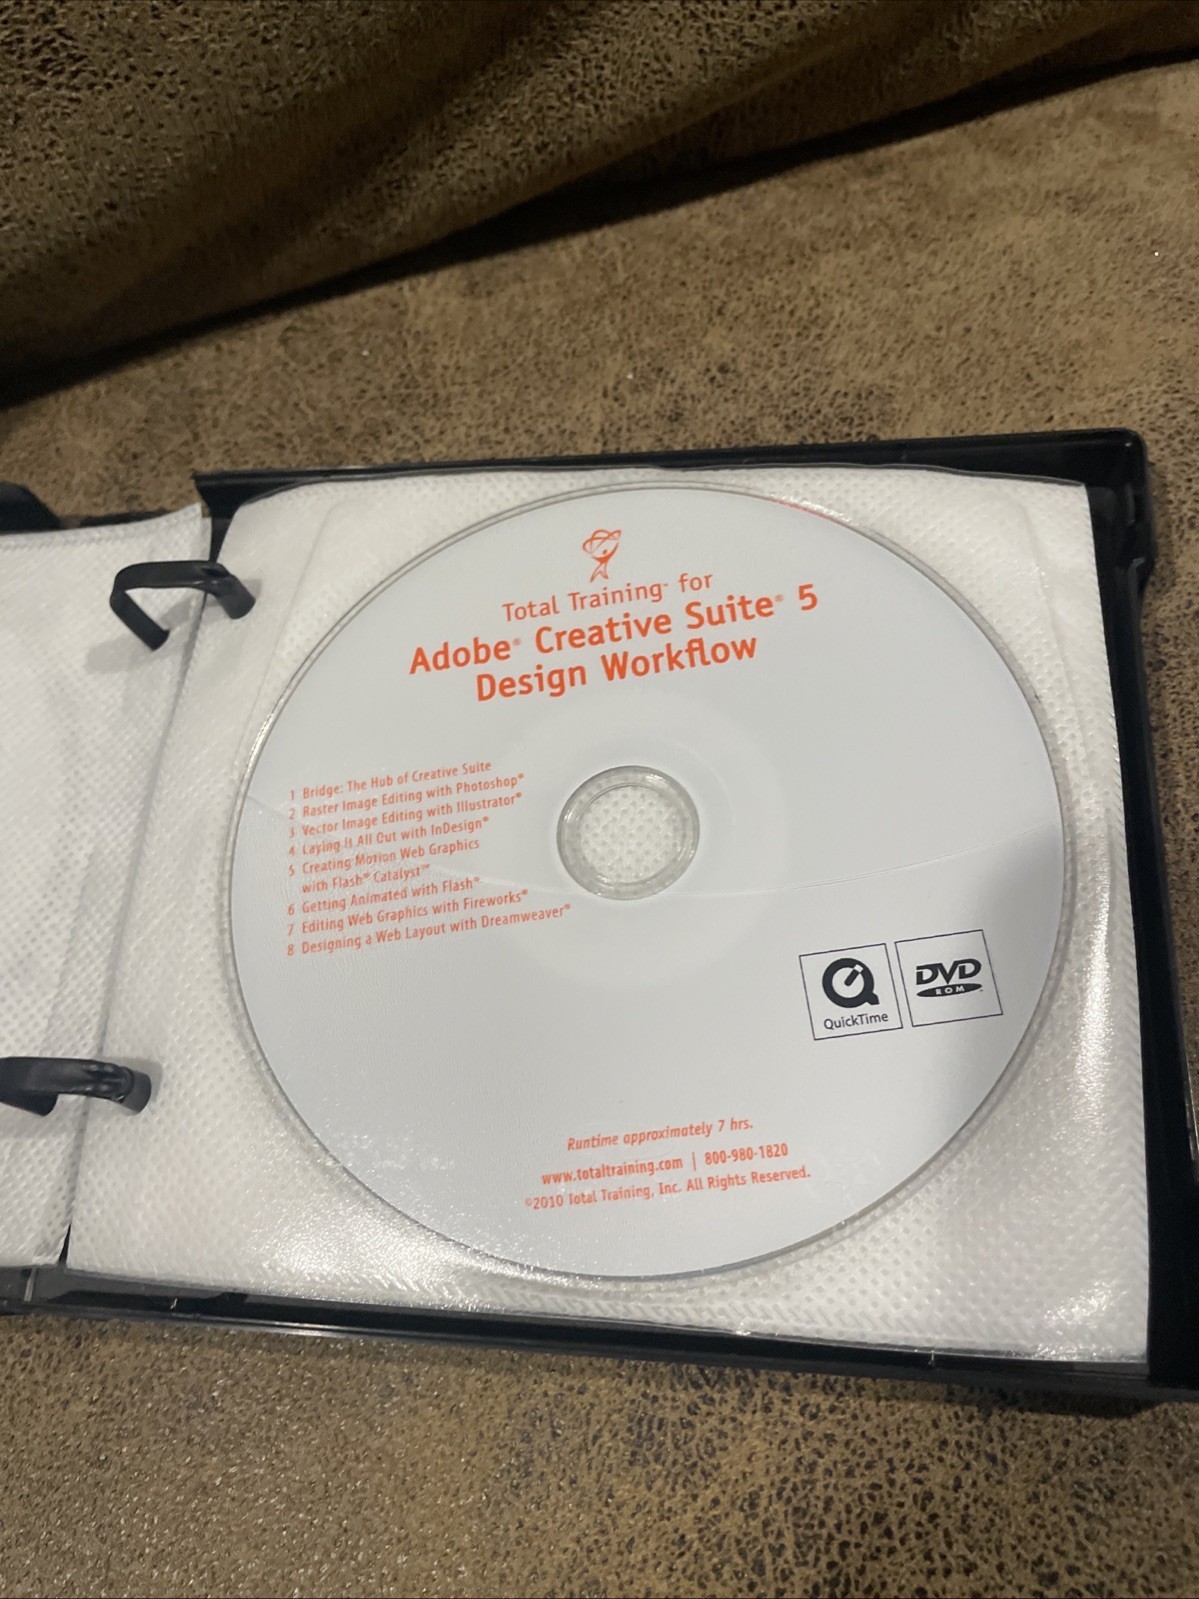 Total Training™ for
Adobe® Creative Suite® 5
Design Workflow
1 Bridge: The Hub of Creative Suite
2 Raster Image Editing with Photoshop®
3 Vector Image Editing with Illustrator®
4 Laying It All Out with InDesign®
5 Creating Motion Web Graphics
with Flash® Catalyst™
6 Getting Animated with Flash®
7 Editing Web Graphics with Fireworks®
8 Designing a Web Layout with Dreamweaver®
QuickTime
DVD
ROM
Runtime approximately 7 hrs.
www.totaltraining.com | 800-980-1820
©2010 Total Training, Inc. All Rights Reserved.